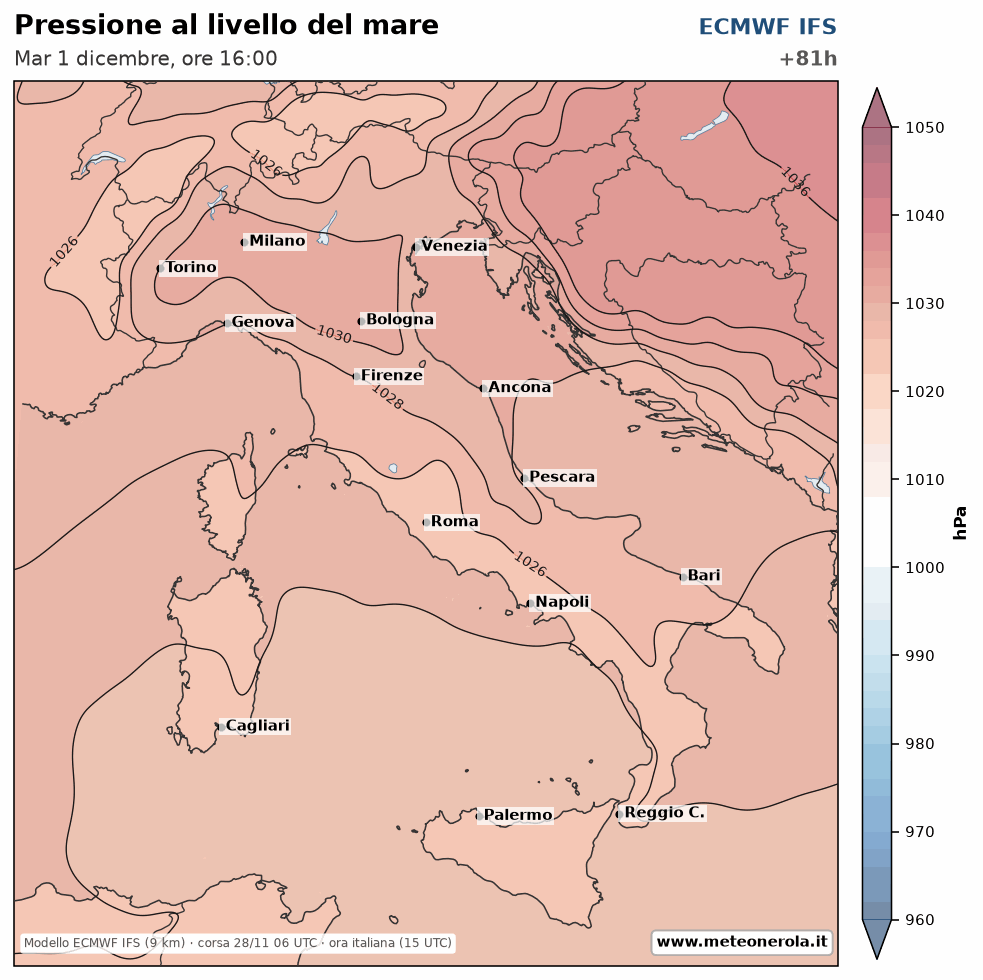 Pressione al livello del mare
ECMWF IFS
Mar 1 dicembre, ore 16:00
+81h
1026
1036
1026
Milano
Venezia
Torino
Genova
1030
Bologna
Firenze
1028
Ancona
Pescara
Roma
1026
Bari
Napoli
Cagliari
Palermo
Reggio C.
1050
1040
1030
1020
1010
1000
990
980
970
960
hPa
Modello ECMWF IFS (9 km) · corsa 28/11 06 UTC · ora italiana (15 UTC)
www.meteonerola.it